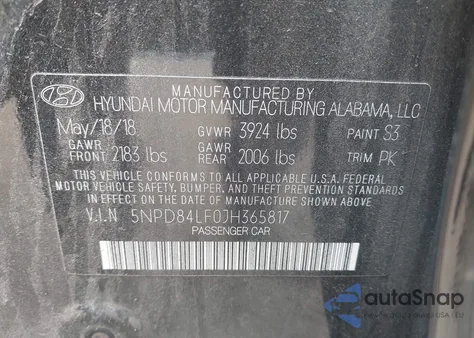 MANUFACTURED BY
HYUNDAI MOTOR MANUFACTURING ALABAMA, LLC
May/18/18 GVWR 3924 lbs PAINT S3
GAWR FRONT 2183 lbs GAWR REAR 2006 lbs TRIM PK
THIS VEHICLE CONFORMS TO ALL APPLICABLE U.S.A. FEDERAL
MOTOR VEHICLE SAFETY, BUMPER, AND THEFT PREVENTION STANDARDS
IN EFFECT ON THE DATE OF MANUFACTURE SHOWN ABOVE.
V.I.N 5NPD84LF0JH365817
PASSENGER CAR
autaSnap